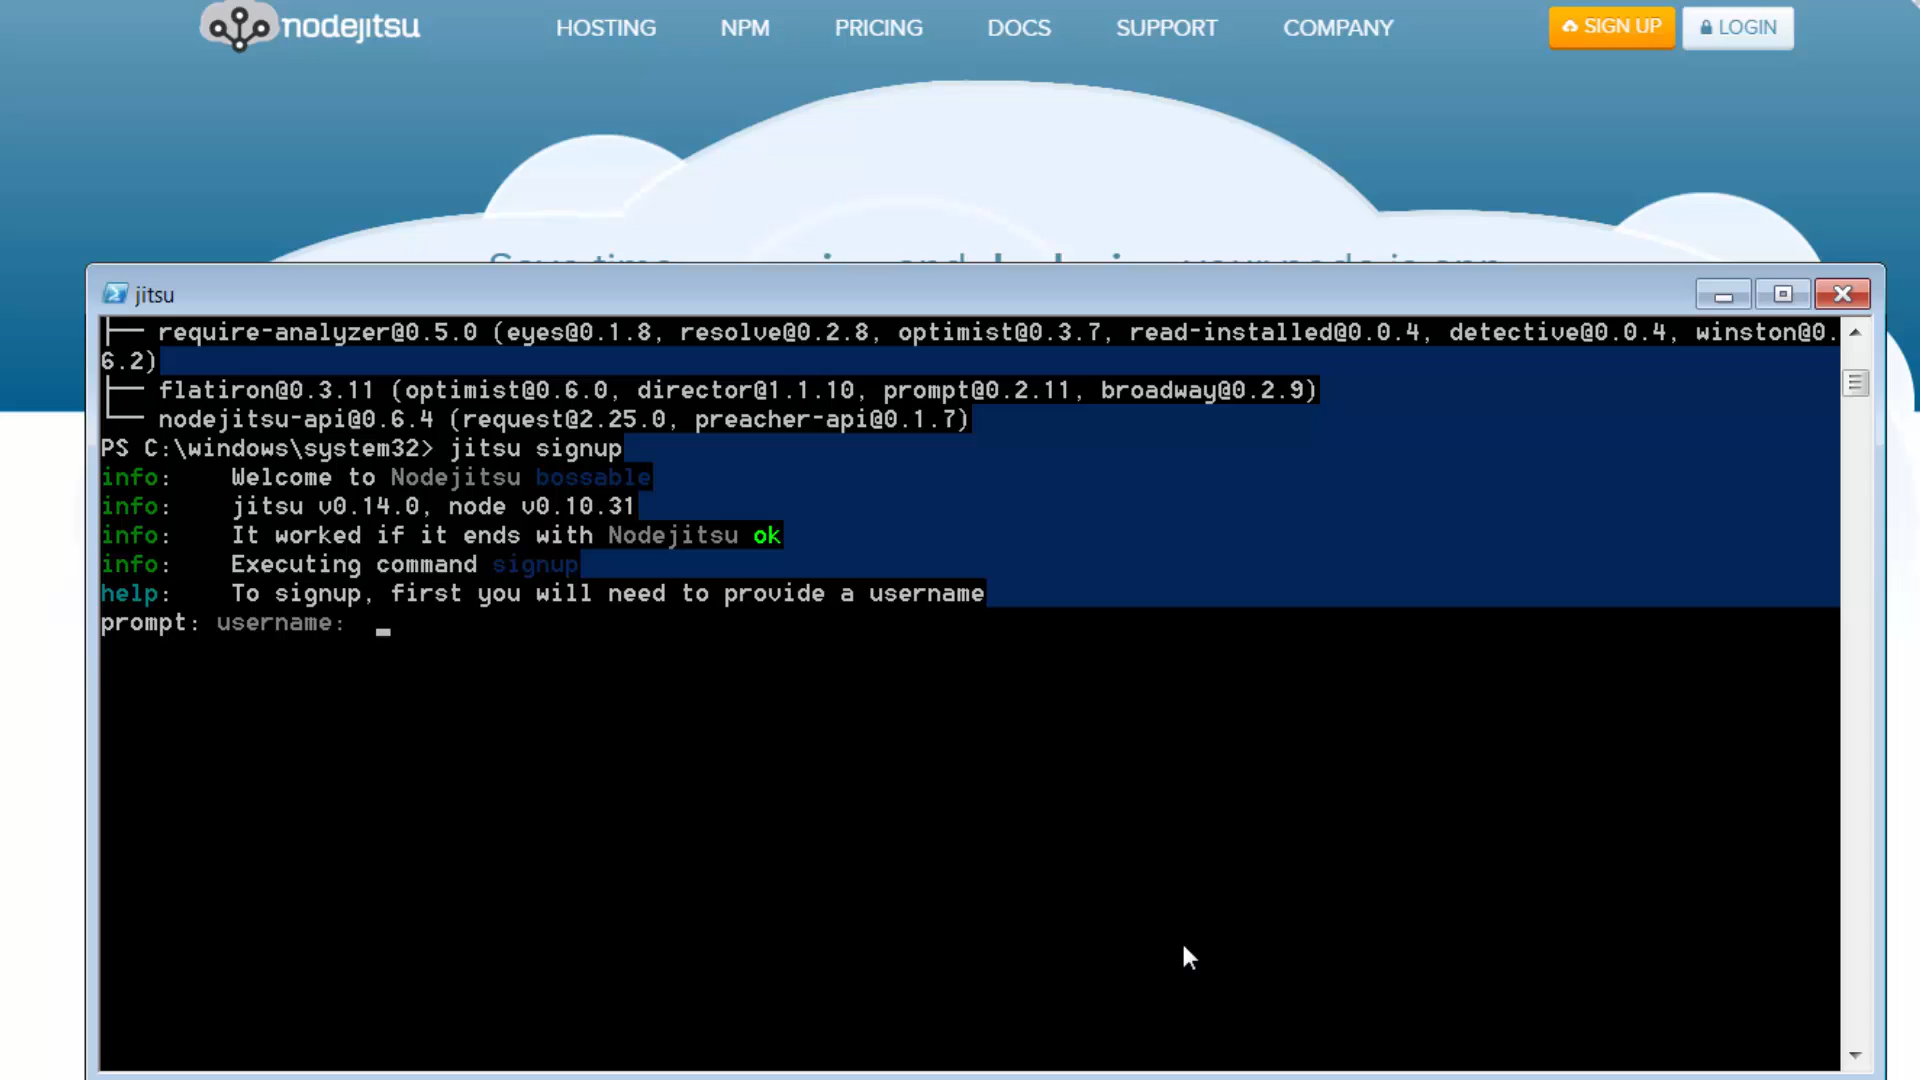 nodejitsu HOSTING NPM PRICING DOCS SUPPORT COMPANY SIGN UP LOGIN
jitsu
├── require-analyzer@0.5.0 (eyes@0.1.8, resolve@0.2.8, optimist@0.3.7, read-installed@0.0.4, detective@0.0.4, winston@0.
6.2)
├── flatiron@0.3.11 (optimist@0.6.0, director@1.1.10, prompt@0.2.11, broadway@0.2.9)
└── nodejitsu-api@0.6.4 (request@2.25.0, preacher-api@0.1.7)
PS C:\windows\system32> jitsu signup
info:    Welcome to Nodejitsu bossable
info:    jitsu v0.14.0, node v0.10.31
info:    It worked if it ends with Nodejitsu ok
info:    Executing command signup
help:    To signup, first you will need to provide a username
prompt: username: